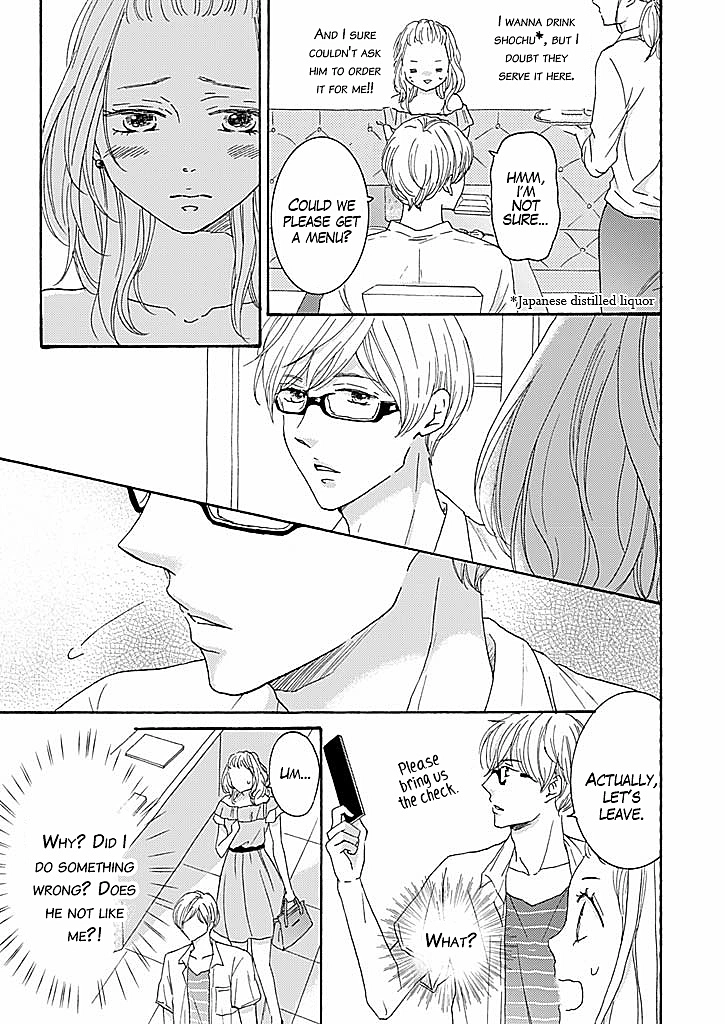 I WANNA DRINK
SHOCHU*, BUT I
DOUBT THEY
SERVE IT HERE.
AND I SURE
COULDN'T ASK
HIM TO ORDER
IT FOR ME!!
HMM,
I'M
NOT
SURE...
COULD WE
PLEASE GET
A MENU?
*Japanese distilled liquor
ACTUALLY,
LET'S
LEAVE.
Please
bring us
the check.
WHAT?
UM...
WHY? DID I
DO SOMETHING
WRONG? DOES
HE NOT LIKE
ME?!